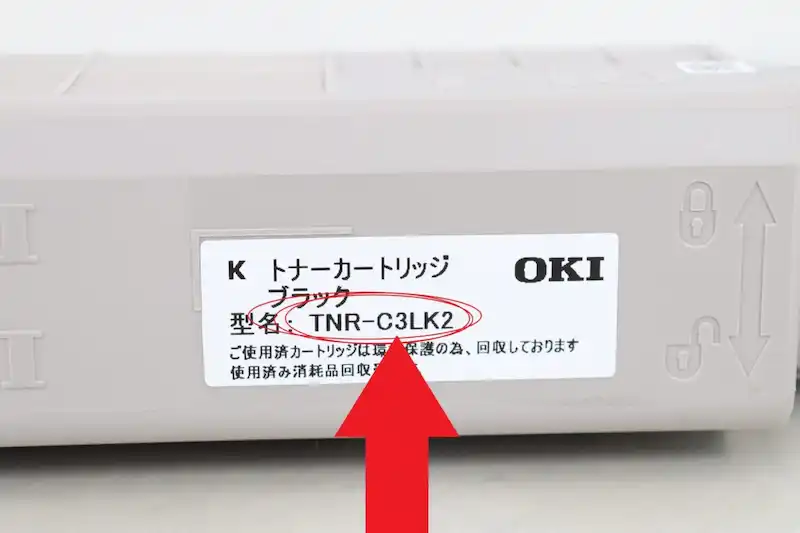 K トナーカートリッジ OKI
ブラック
型名: TNR-C3LK2
ご使用済カートリッジは環 保護の為、回収しております
使用済み消耗品回収